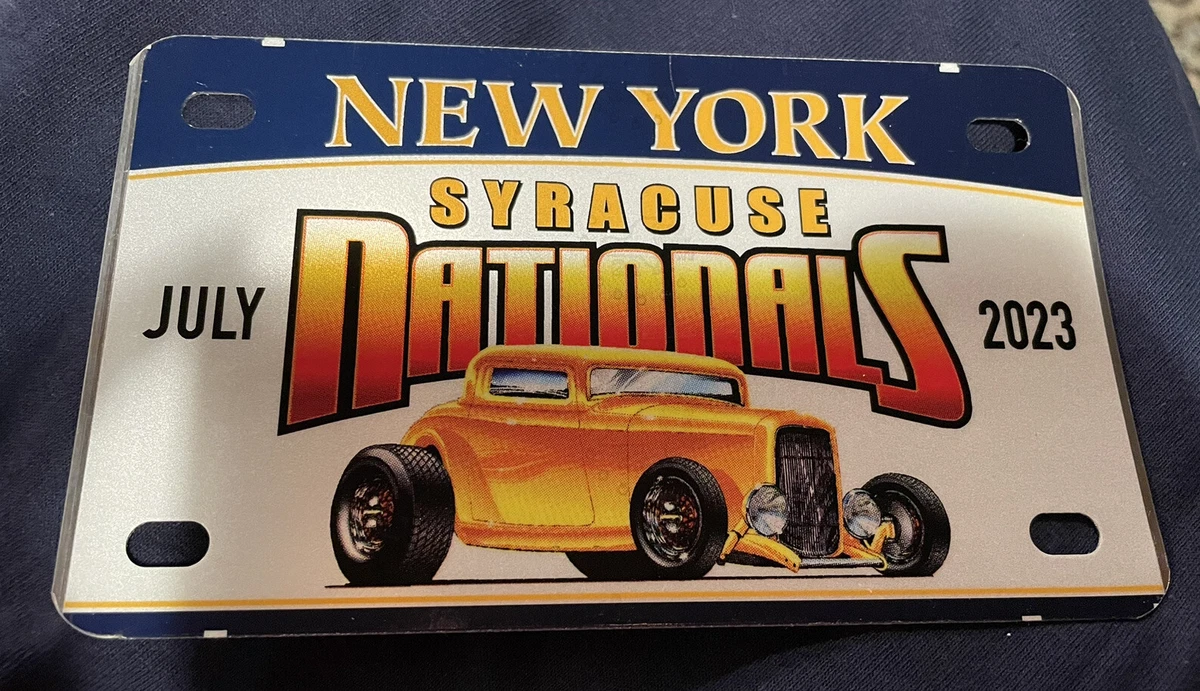 NEW YORK
SYRACUSE
NATIONALS
JULY 2023